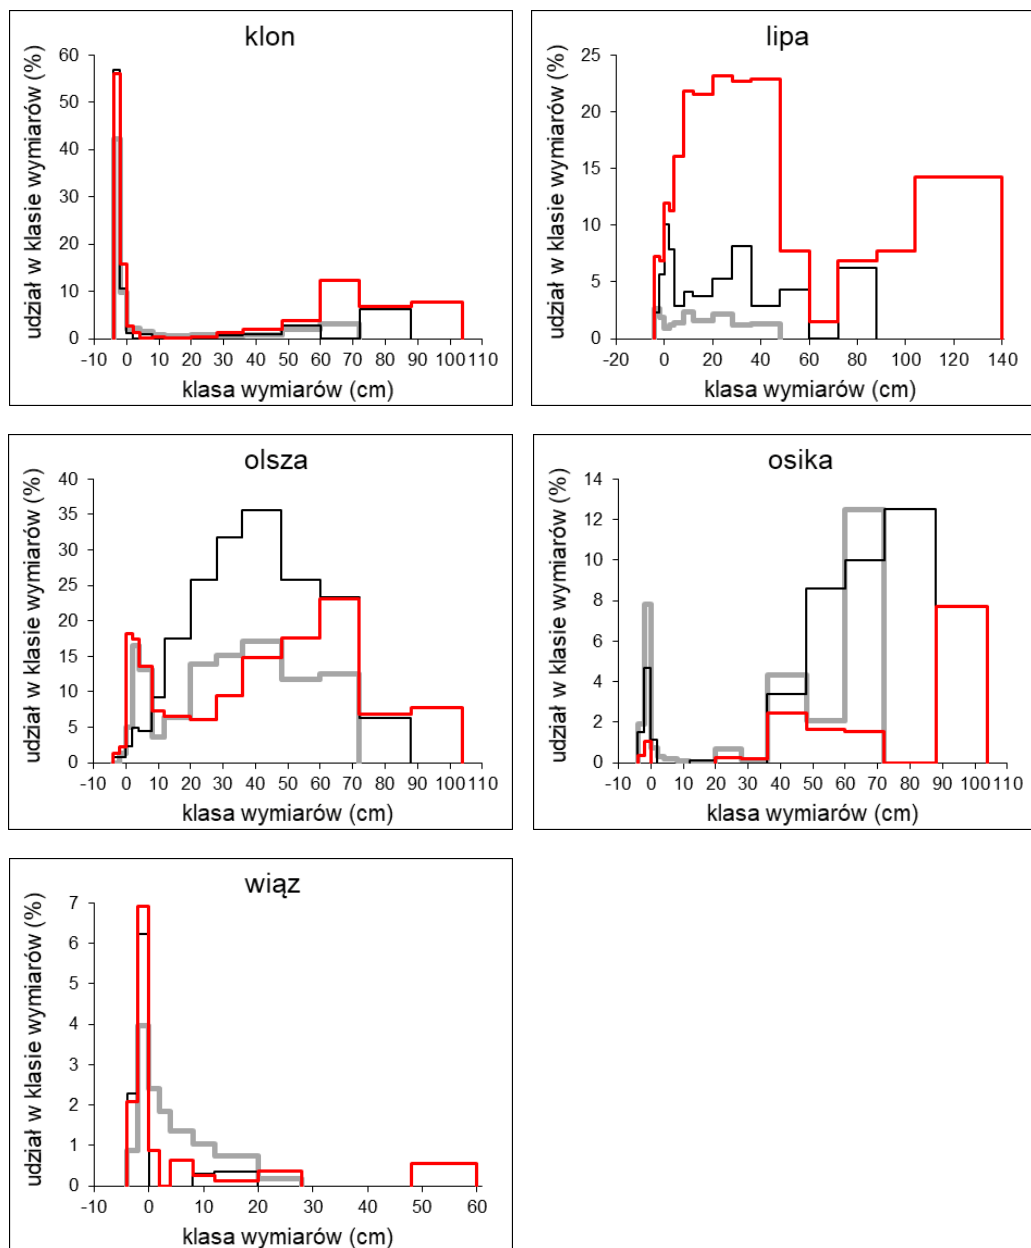 klon
udział w klasie wymiarów (%)
60
50
40
30
20
10
0
-10 0 10 20 30 40 50 60 70 80 90 100 110
klasa wymiarów (cm)
lipa
udział w klasie wymiarów (%)
25
20
15
10
5
0
-20 0 20 40 60 80 100 120 140
klasa wymiarów (cm)
olsza
udział w klasie wymiarów (%)
40
35
30
25
20
15
10
5
0
-10 0 10 20 30 40 50 60 70 80 90 100 110
klasa wymiarów (cm)
osika
udział w klasie wymiarów (%)
14
12
10
8
6
4
2
0
-10 0 10 20 30 40 50 60 70 80 90 100 110
klasa wymiarów (cm)
wiąz
udział w klasie wymiarów (%)
7
6
5
4
3
2
1
0
-10 0 10 20 30 40 50 60
klasa wymiarów (cm)